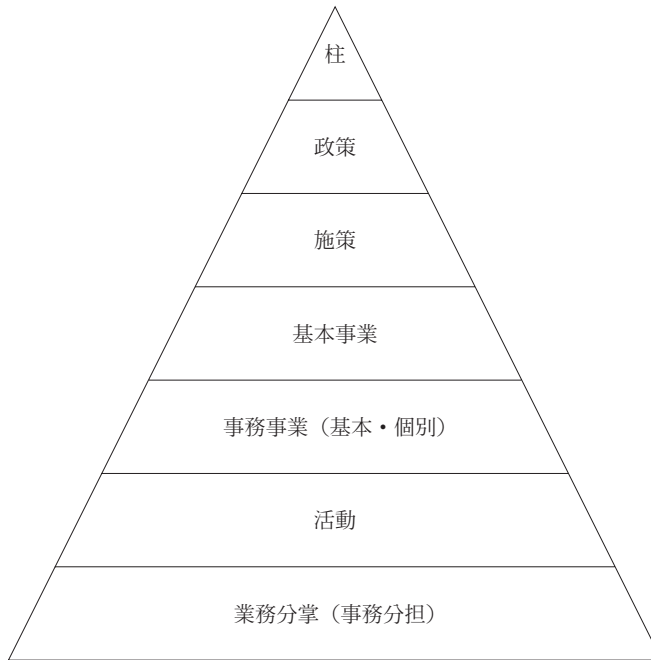 柱
政策
施策
基本事業
事務事業（基本・個別）
活動
業務分掌（事務分担）